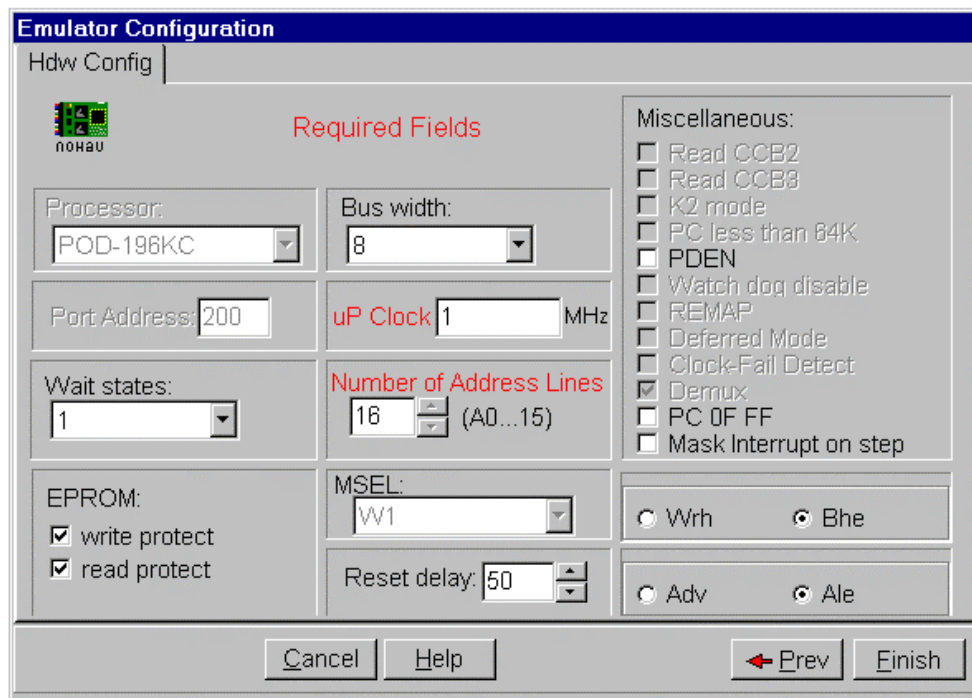 Emulator Configuration
Hdw Config
noHau
Required Fields
Processor:
POD-196KC
Bus width:
8
Port Address: 200
uP Clock 1 MHz
Wait states:
1
Number of Address Lines
16 (A0...15)
EPROM:
write protect
read protect
MSEL:
W1
Reset delay: 50
Miscellaneous:
Read CCB2
Read CCB3
K2 mode
PC less than 64K
PDEN
Watch dog disable
REMAP
Deferred Mode
Clock-Fail Detect
Demux
PC 0F FF
Mask Interrupt on step
Wrh Bhe
Adv Ale
Cancel Help Prev Finish